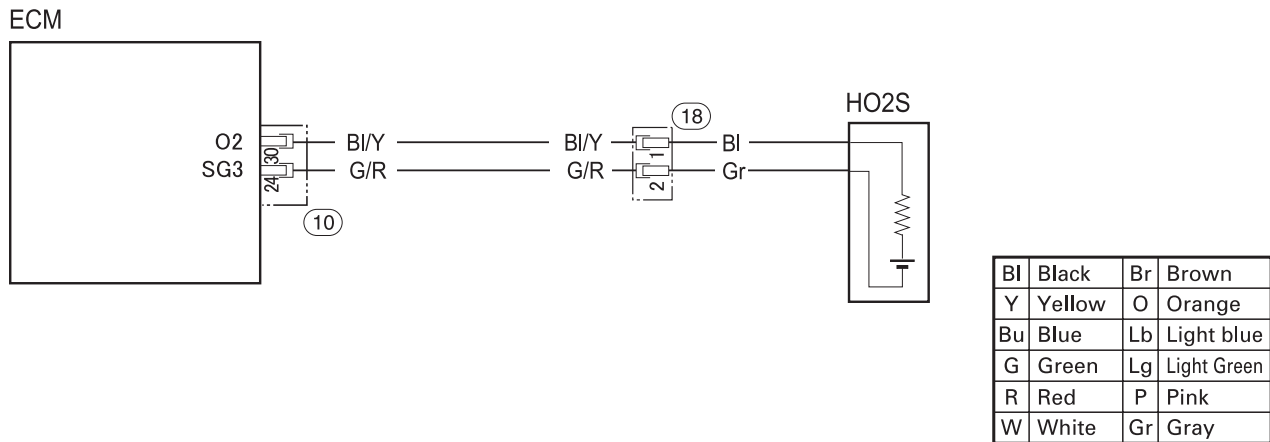 ECM
HO2S
18
O2 30 Bl/Y Bl/Y 1 Bl
SG3 24 G/R G/R 2 Gr
10
Bl Black Br Brown
Y Yellow O Orange
Bu Blue Lb Light blue
G Green Lg Light Green
R Red P Pink
W White Gr Gray